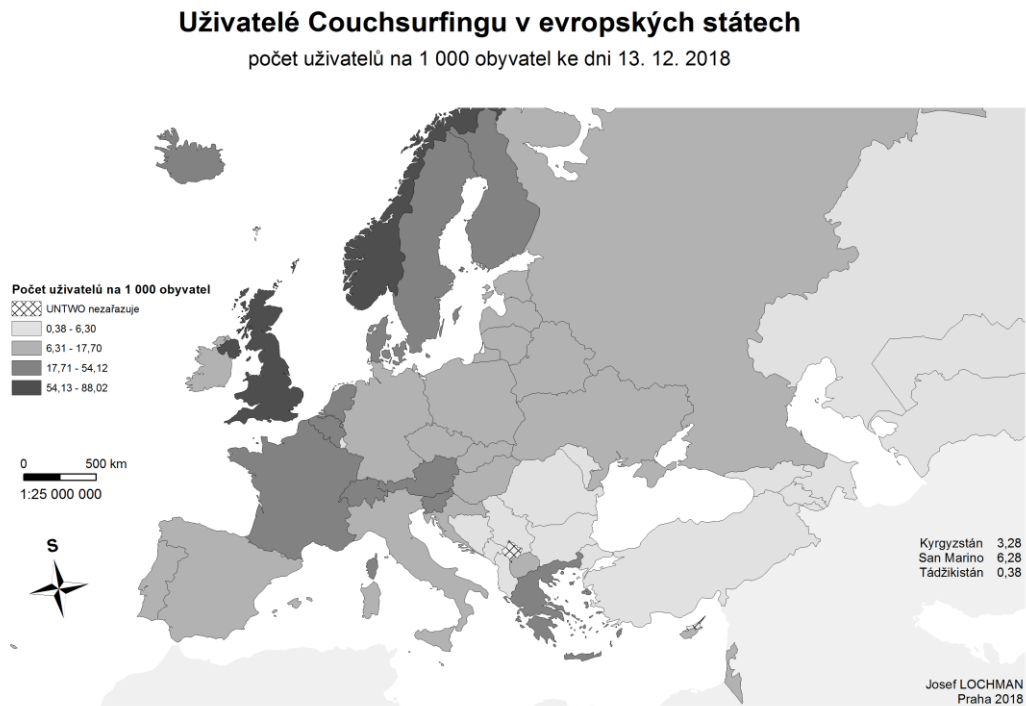 Uživatelé Couchsurfingu v evropských státech
počet uživatelů na 1 000 obyvatel ke dni 13. 12. 2018
Počet uživatelů na 1 000 obyvatel
UNTWO nezařazuje
0,38 - 6,30
6,31 - 17,70
17,71 - 54,12
54,13 - 88,02
0 500 km
1:25 000 000
S
Kyrgyzstán 3,28
San Marino 6,28
Tádžikistán 0,38
Josef LOCHMAN
Praha 2018